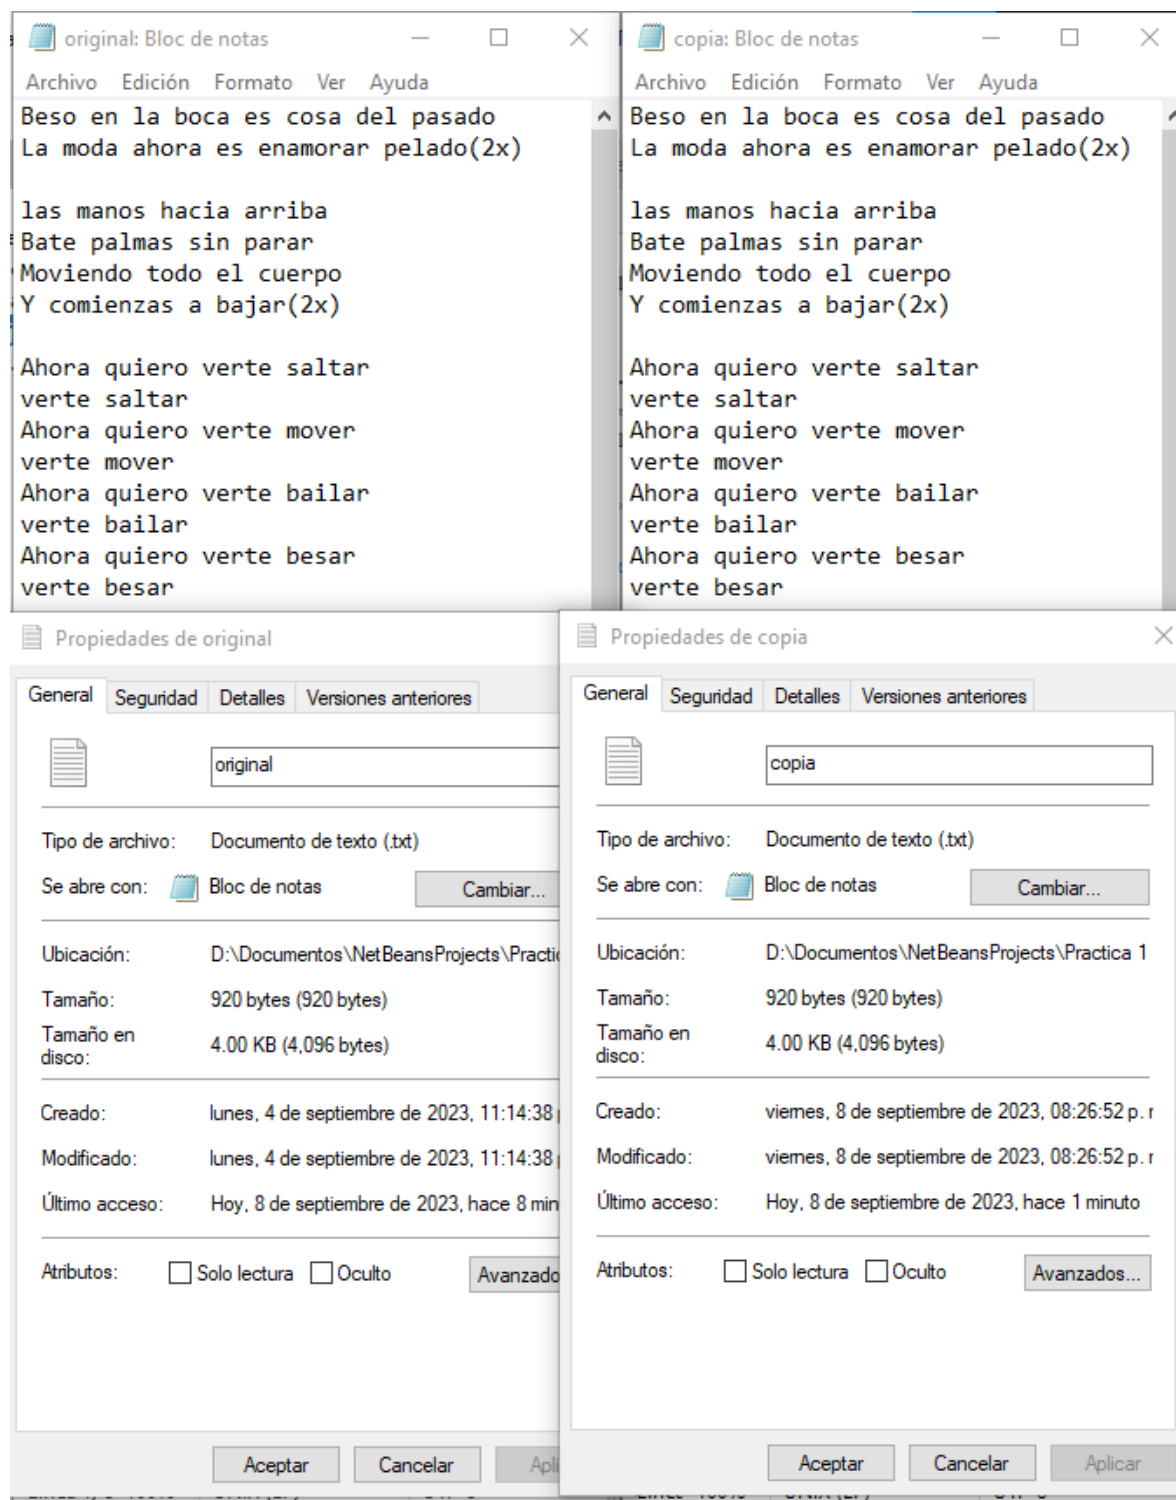 original: Bloc de notas
Archivo Edición Formato Ver Ayuda
Beso en la boca es cosa del pasado
La moda ahora es enamorar pelado(2x)
las manos hacia arriba
Bate palmas sin parar
Moviendo todo el cuerpo
Y comienzas a bajar(2x)
Ahora quiero verte saltar
verte saltar
Ahora quiero verte mover
verte mover
Ahora quiero verte bailar
verte bailar
Ahora quiero verte besar
verte besar
copia: Bloc de notas
Archivo Edición Formato Ver Ayuda
Beso en la boca es cosa del pasado
La moda ahora es enamorar pelado(2x)
las manos hacia arriba
Bate palmas sin parar
Moviendo todo el cuerpo
Y comienzas a bajar(2x)
Ahora quiero verte saltar
verte saltar
Ahora quiero verte mover
verte mover
Ahora quiero verte bailar
verte bailar
Ahora quiero verte besar
verte besar
Propiedades de original
General Seguridad Detalles Versiones anteriores
original
Tipo de archivo: Documento de texto (.txt)
Se abre con: Bloc de notas Cambiar...
Ubicación: D:\Documentos\NetBeansProjects\Practic
Tamaño: 920 bytes (920 bytes)
Tamaño en
disco: 4.00 KB (4,096 bytes)
Creado: lunes, 4 de septiembre de 2023, 11:14:38
Modificado: lunes, 4 de septiembre de 2023, 11:14:38
Último acceso: Hoy, 8 de septiembre de 2023, hace 8 min
Atributos: Solo lectura Oculto Avanzado
Aceptar Cancelar Apli
Propiedades de copia
General Seguridad Detalles Versiones anteriores
copia
Tipo de archivo: Documento de texto (.txt)
Se abre con: Bloc de notas Cambiar...
Ubicación: D:\Documentos\NetBeansProjects\Practica 1
Tamaño: 920 bytes (920 bytes)
Tamaño en
disco: 4.00 KB (4,096 bytes)
Creado: viernes, 8 de septiembre de 2023, 08:26:52 p. r
Modificado: viernes, 8 de septiembre de 2023, 08:26:52 p. r
Último acceso: Hoy, 8 de septiembre de 2023, hace 1 minuto
Atributos: Solo lectura Oculto Avanzados...
Aceptar Cancelar Aplicar